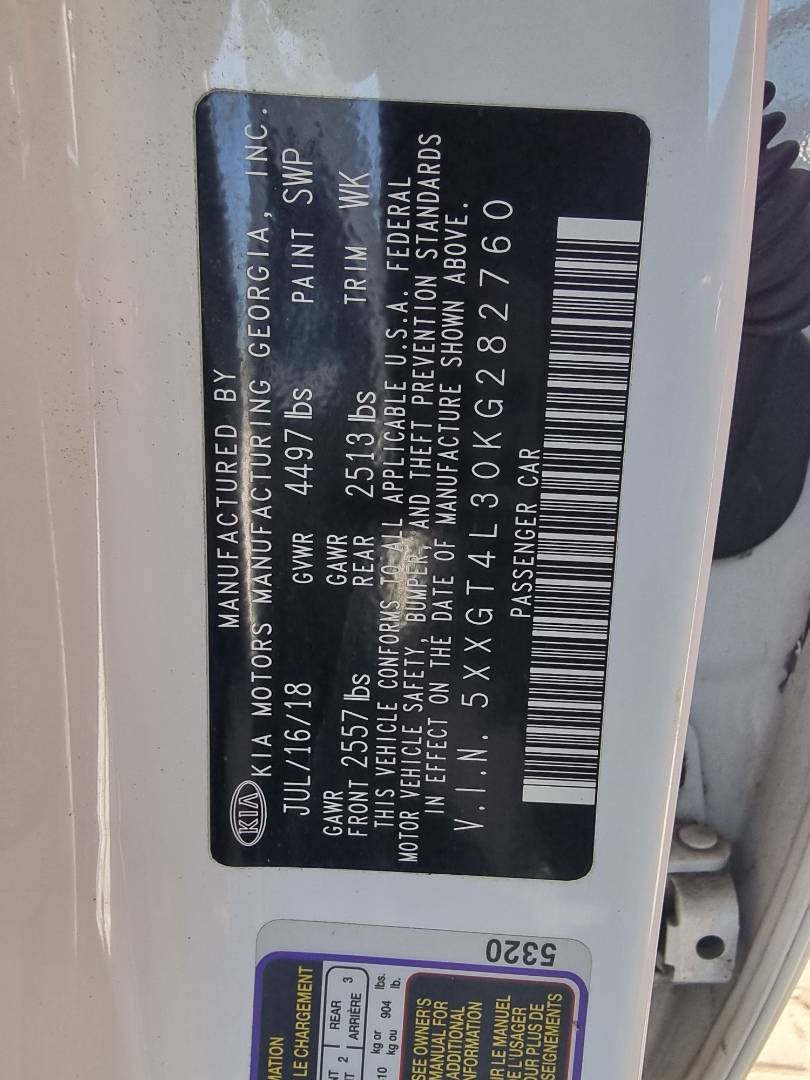 MANUFACTURED BY
KIA KIA MOTORS MANUFACTURING GEORGIA, INC.
JUL/16/18 GVWR 4497 lbs PAINT SWP
GAWR GAWR
FRONT 2557 lbs REAR 2513 lbs TRIM WK
THIS VEHICLE CONFORMS TO ALL APPLICABLE U.S.A. FEDERAL
MOTOR VEHICLE SAFETY, BUMPER, AND THEFT PREVENTION STANDARDS
IN EFFECT ON THE DATE OF MANUFACTURE SHOWN ABOVE.
V.I.N. 5XXGT4L30KG282760
PASSENGER CAR
5320
LE CHARGEMENT
2 REAR 3
ARRIÈRE
kg or 904 lbs.
kg ou lb.
SEE OWNER'S
MANUAL FOR
ADDITIONAL
INFORMATION
LE MANUEL
DE L'USAGER
POUR PLUS DE